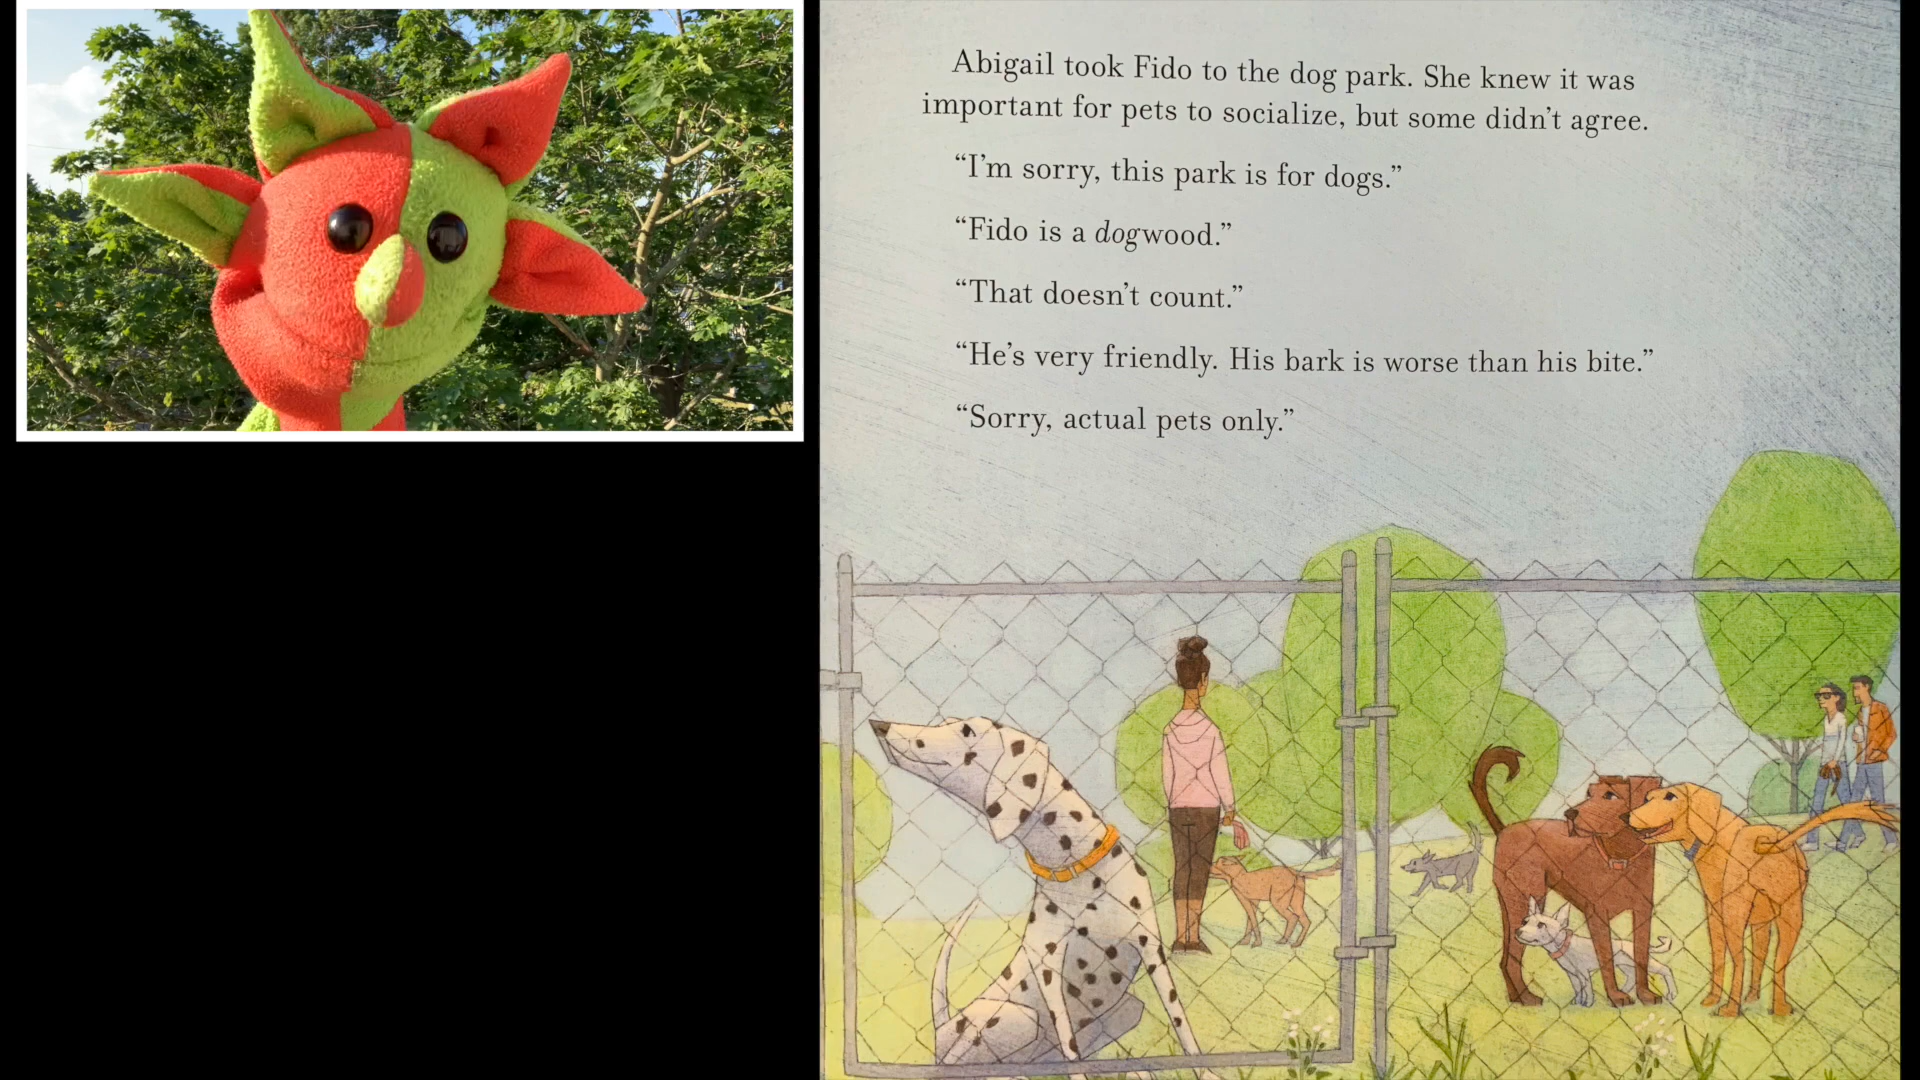 Abigail took Fido to the dog park. She knew it was
important for pets to socialize, but some didn’t agree.
“I’m sorry, this park is for dogs.”
“Fido is a dogwood.”
“That doesn’t count.”
“He’s very friendly. His bark is worse than his bite.”
“Sorry, actual pets only.”